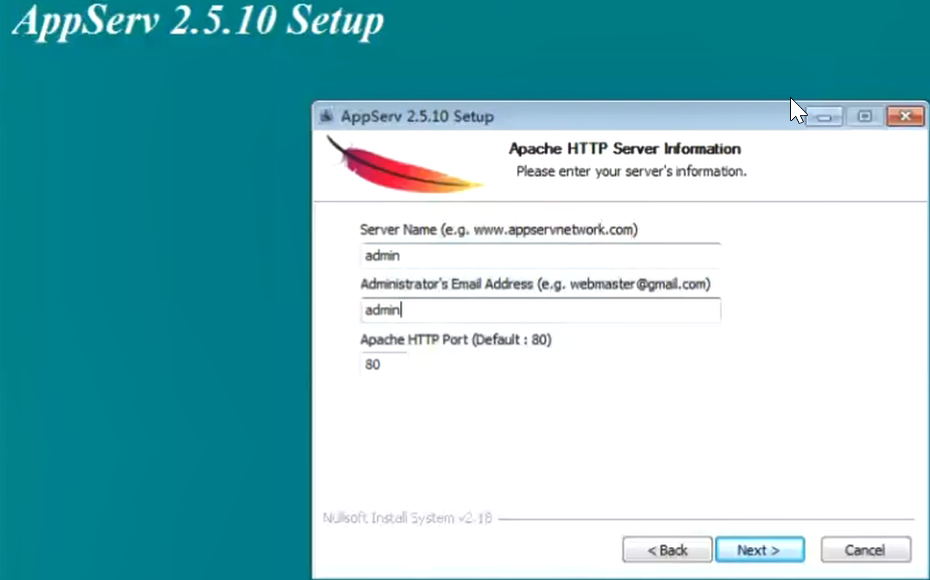 AppServ 2.5.10 Setup
AppServ 2.5.10 Setup
Apache HTTP Server Information
Please enter your server's information.
Server Name (e.g. www.appservnetwork.com)
admin
Administrator's Email Address (e.g. webmaster@gmail.com)
admin
Apache HTTP Port (Default : 80)
80
Nullsoft Install System v2.18
< Back
Next >
Cancel